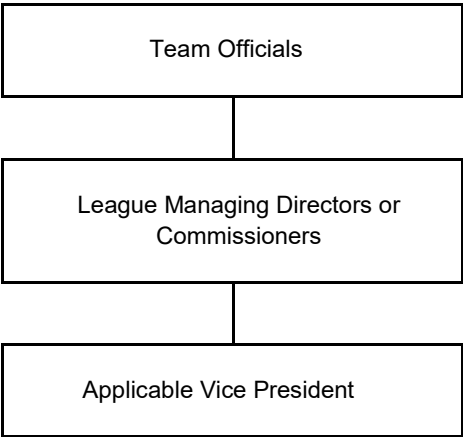 Team Officials
League Managing Directors or
Commissioners
Applicable Vice President